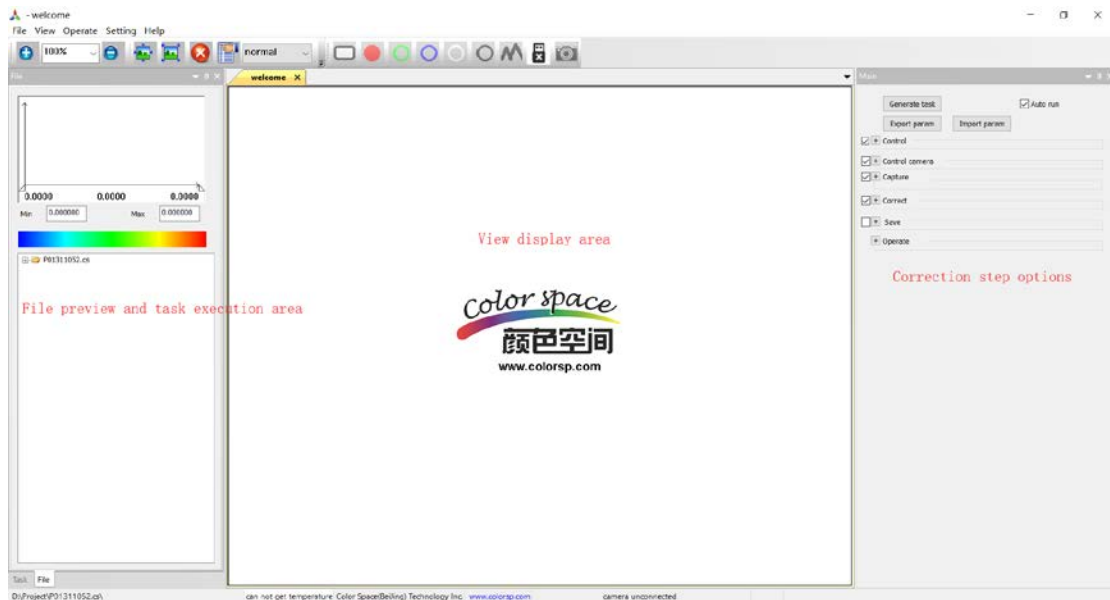 - welcome
File View Operate Setting Help
100%
normal
File
welcome X
Main
Generate task
Auto run
Export param
Import param
Control
Control camera
Capture
Correct
Save
Operate
Correction step options
0.0000 0.0000 0.0000
Min 0.000000 Max 0.000000
P01311052.cs
File preview and task execution area
View display area
Color space
颜色空间
www.colorsp.com
Task File
D:\Project\P01311052.cs\
can not get temperature
Color Space(BeiJing) Technology Inc.
www.colorsp.com
camera unconnected